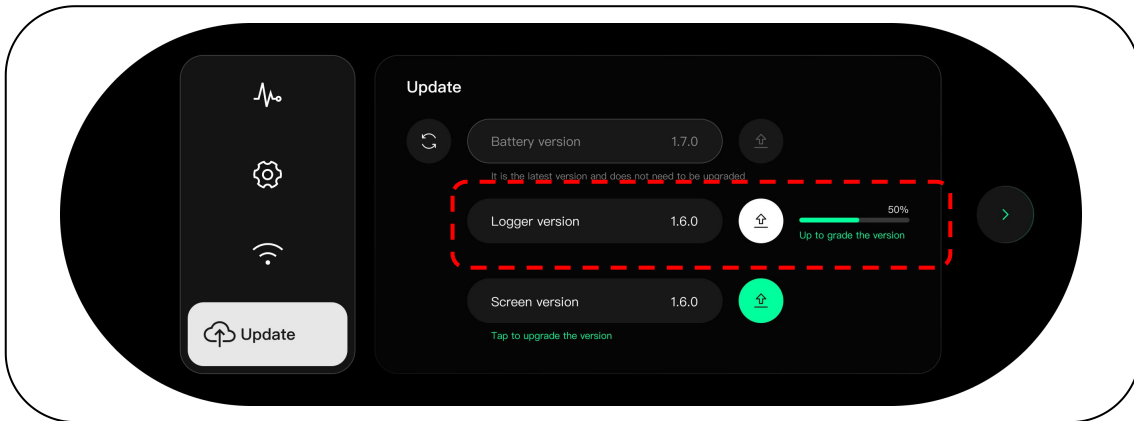 Update
Battery version 1.7.0
It is the latest version and does not need to be upgraded
Logger version 1.6.0
50%
Up to grade the version
Screen version 1.6.0
Tap to upgrade the version
Update